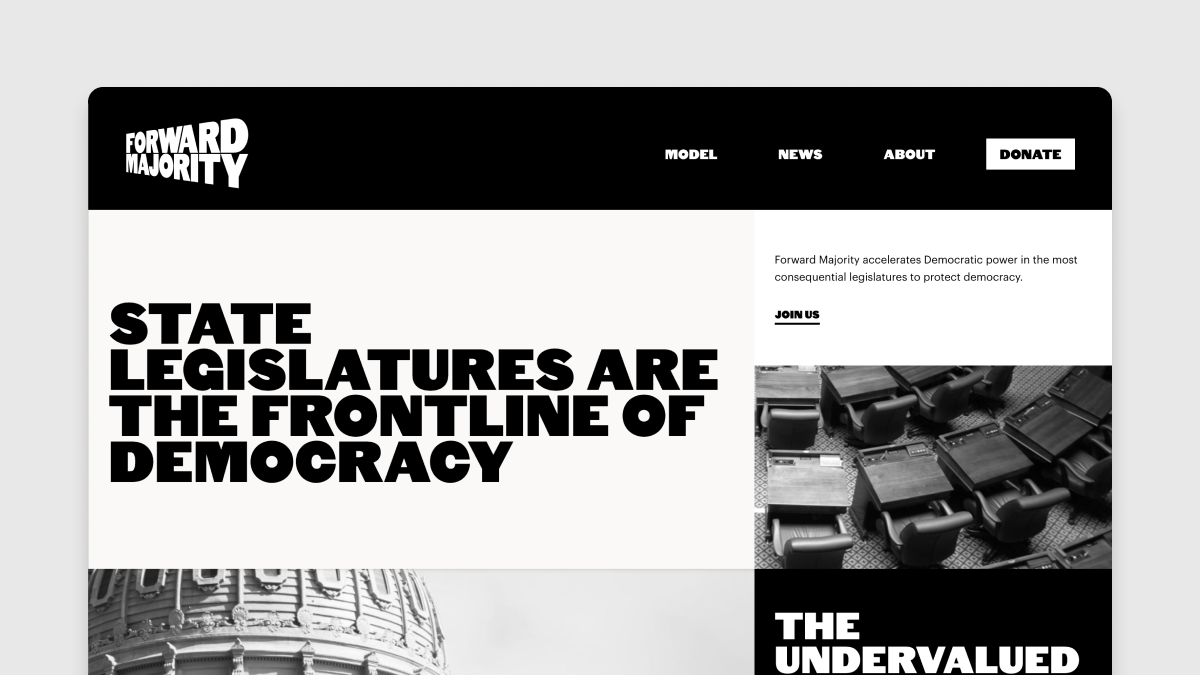 FORWARD
MAJORITY
MODEL
NEWS
ABOUT
DONATE
STATE
LEGISLATURES ARE
THE FRONTLINE OF
DEMOCRACY
Forward Majority accelerates Democratic power in the most
consequential legislatures to protect democracy.
JOIN US
THE
UNDERVALUED